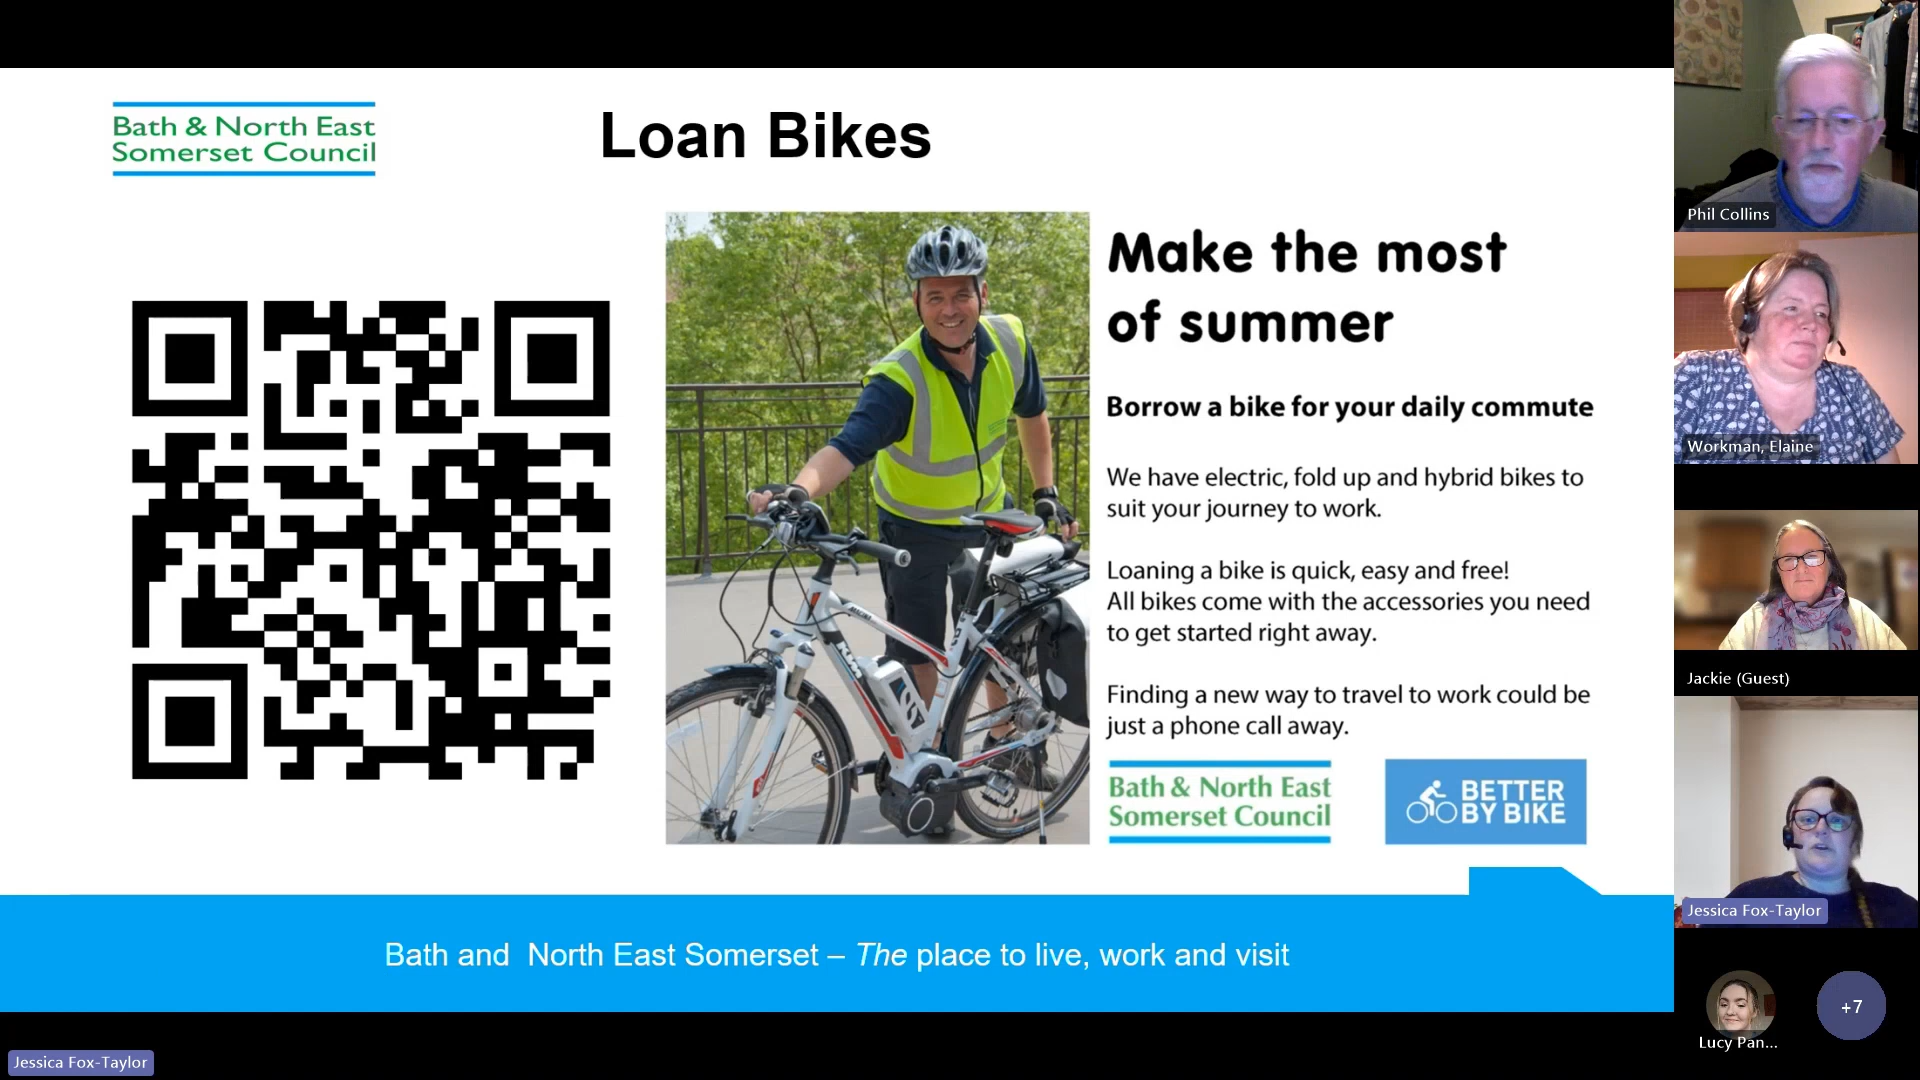 Bath & North East
Somerset Council
Loan Bikes
Make the most
of summer
Borrow a bike for your daily commute
We have electric, fold up and hybrid bikes to
suit your journey to work.
Loaning a bike is quick, easy and free!
All bikes come with the accessories you need
to get started right away.
Finding a new way to travel to work could be
just a phone call away.
Bath & North East
Somerset Council
BETTER
BY BIKE
Bath and  North East Somerset – The place to live, work and visit
Jessica Fox-Taylor
Phil Collins
Workman, Elaine
Jackie (Guest)
Jessica Fox-Taylor
Lucy Pan...
+7